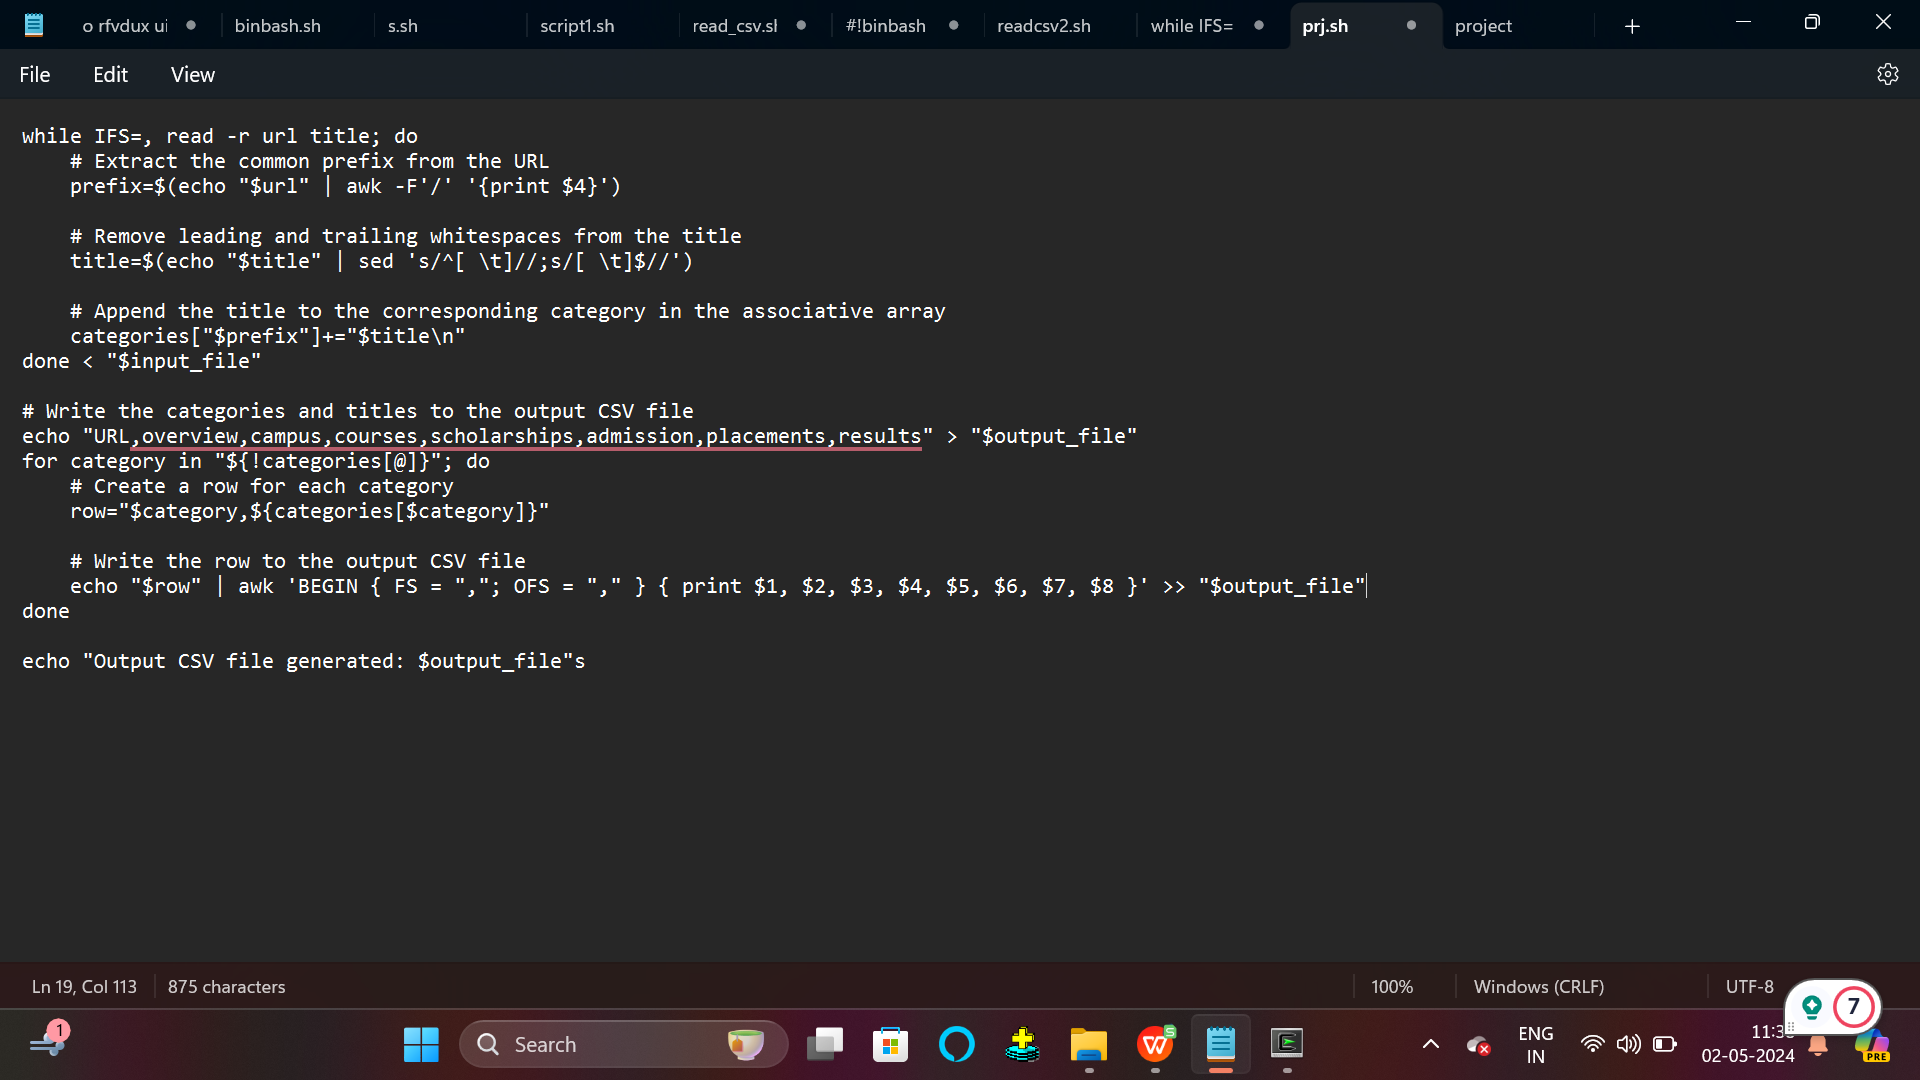 o rfvdux ui
binbash.sh
s.sh
script1.sh
read_csv.sl
#!binbash
readcsv2.sh
while IFS=
prj.sh
project
File
Edit
View
while IFS=, read -r url title; do
    # Extract the common prefix from the URL
    prefix=$(echo "$url" | awk -F'/' '{print $4}')
    # Remove leading and trailing whitespaces from the title
    title=$(echo "$title" | sed 's/^[ \t]//;s/[ \t]$//')
    # Append the title to the corresponding category in the associative array
    categories["$prefix"]+="$title\n"
done < "$input_file"
# Write the categories and titles to the output CSV file
echo "URL,overview,campus,courses,scholarships,admission,placements,results" > "$output_file"
for category in "${!categories[@]}"; do
    # Create a row for each category
    row="$category,${categories[$category]}"
    # Write the row to the output CSV file
    echo "$row" | awk 'BEGIN { FS = ","; OFS = "," } { print $1, $2, $3, $4, $5, $6, $7, $8 }' >> "$output_file"
done
echo "Output CSV file generated: $output_file"s
Ln 19, Col 113
875 characters
100%
Windows (CRLF)
UTF-8
7
1
Search
ENG
IN
11:3
02-05-2024
PRE